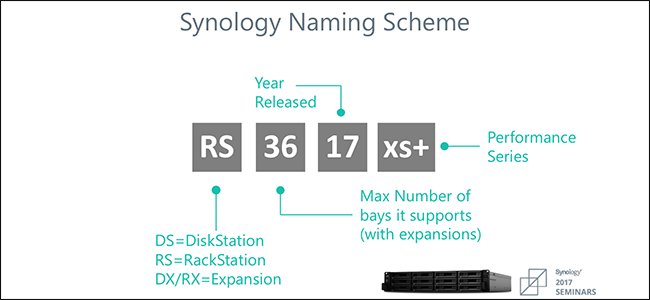 Synology Naming Scheme
Year
Released
RS 36 17 xs+
Performance
Series
Max Number of
bays it supports
(with expansions)
DS=DiskStation
RS=RackStation
DX/RX=Expansion
Synology®
2017
SEMINARS